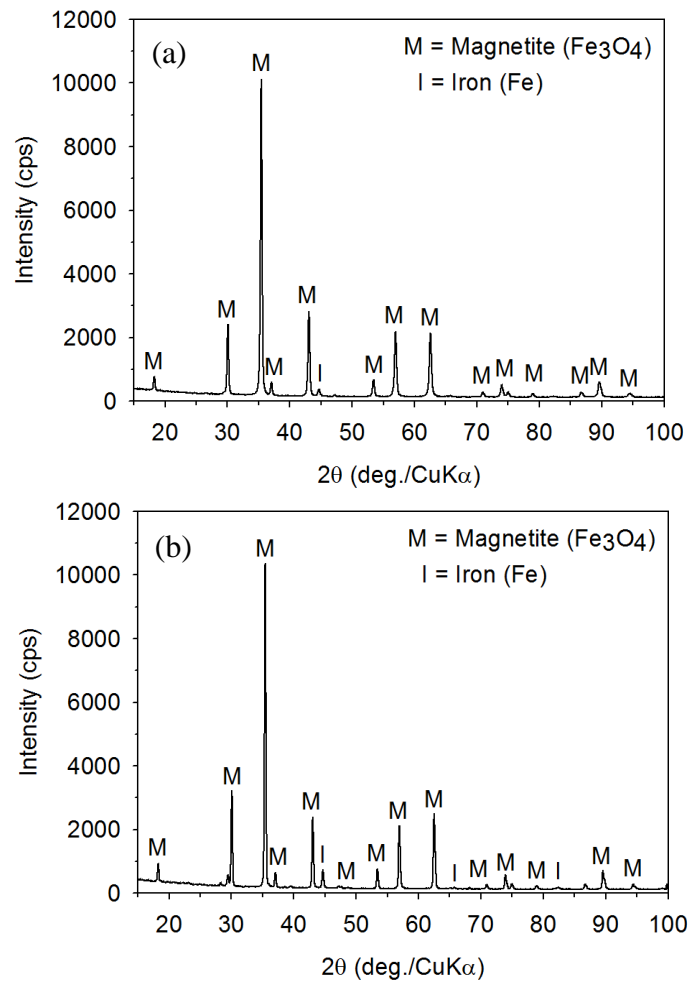 12000
(a)
M
M = Magnetite (Fe3O4)
I = Iron (Fe)
10000
8000
6000
4000
2000
0
Intensity (cps)
M M M M I M M M M M M M M M
20 30 40 50 60 70 80 90 100
2θ (deg./CuKα)
12000
(b)
M
M = Magnetite (Fe3O4)
I = Iron (Fe)
10000
8000
6000
4000
2000
0
Intensity (cps)
M M M M I M M M M I M M M I M M
20 30 40 50 60 70 80 90 100
2θ (deg./CuKα)